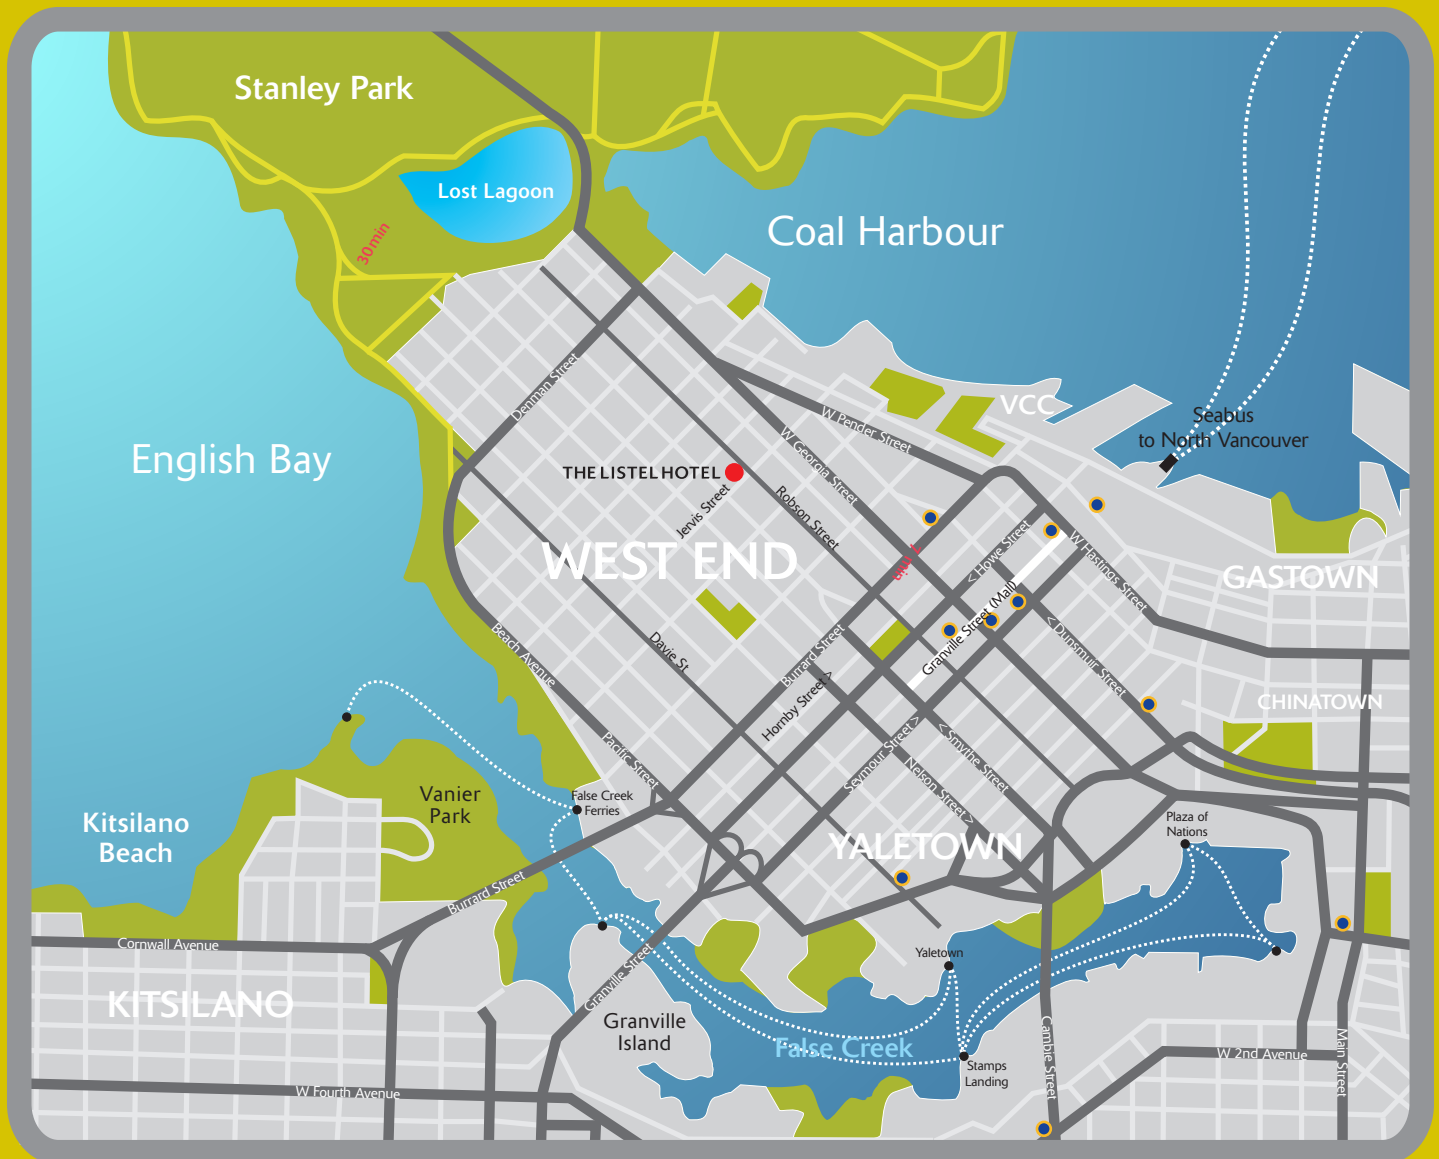 Stanley Park
Lost Lagoon
30min
Coal Harbour
VCC
Seabus
to North Vancouver
English Bay
Denman Street
W Pender Street
W Georgia Street
THE LISTEL HOTEL
Jervis Street
Robson Street
WEST END
7 min
< Howe Street
W Hastings Street
GASTOWN
Granville Street (Mall)
< Dunsmuir Street
Beach Avenue
Davie St
Burrard Street
Hornby Street >
CHINATOWN
Pacific Street
Seymour Street >
< Smythe Street
Nelson Street >
Vanier
Park
False Creek
Ferries
Kitsilano
Beach
YALETOWN
Plaza of
Nations
Burrard Street
Cornwall Avenue
KITSILANO
Granville Street
Yaletown
Granville
Island
False Creek
Stamps
Landing
Cambie Street
W 2nd Avenue
Main Street
W Fourth Avenue